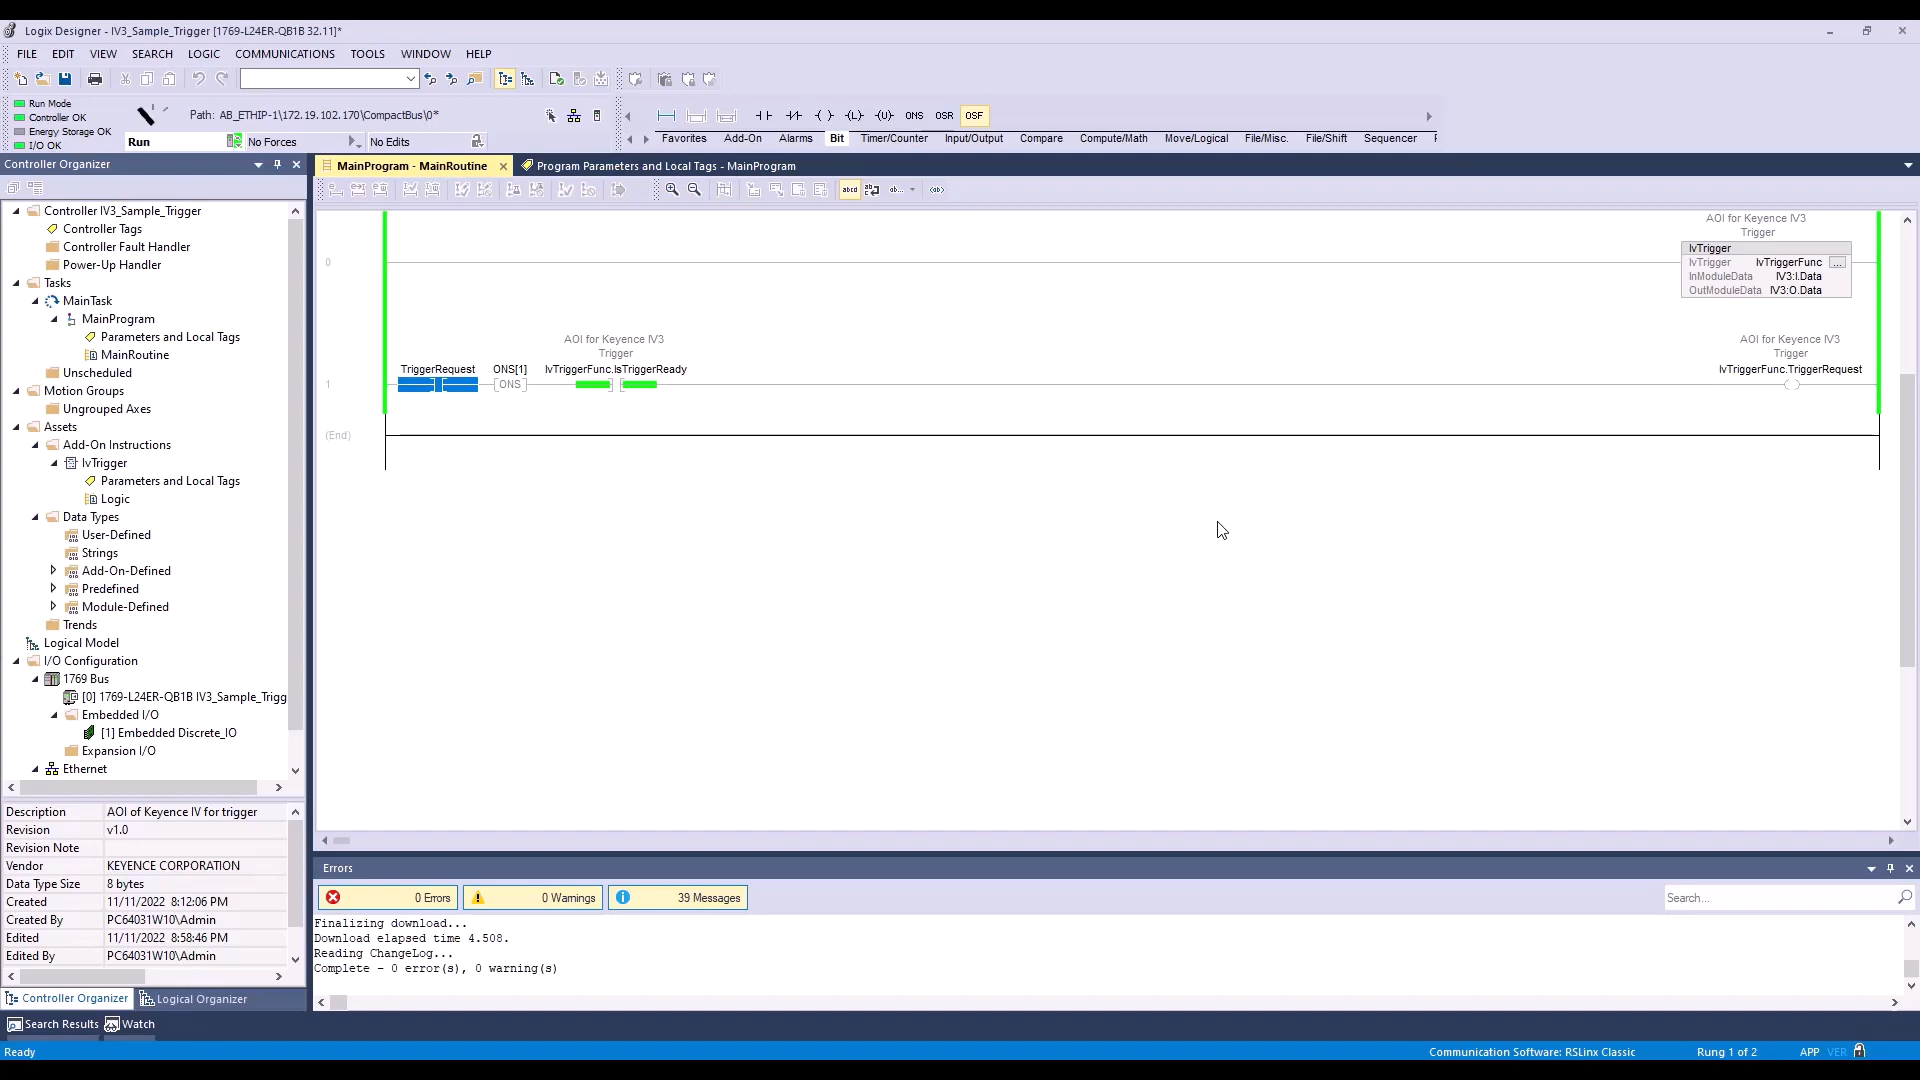 Logix Designer - IV3_Sample_Trigger [1769-L24ER-QB1B 32.11]*
FILE EDIT VIEW SEARCH LOGIC COMMUNICATIONS TOOLS WINDOW HELP
Run Mode
Controller OK
Energy Storage OK
I/O OK
Path: AB_ETHIP-1\172.19.102.170\CompactBus\0*
Run No Forces No Edits
ONS OSR OSF
Favorites Add-On Alarms Bit Timer/Counter Input/Output Compare Compute/Math Move/Logical File/Misc. File/Shift Sequencer
Controller Organizer
Controller IV3_Sample_Trigger
Controller Tags
Controller Fault Handler
Power-Up Handler
Tasks
MainTask
MainProgram
Parameters and Local Tags
MainRoutine
Unscheduled
Motion Groups
Ungrouped Axes
Assets
Add-On Instructions
IvTrigger
Parameters and Local Tags
Logic
Data Types
User-Defined
Strings
Add-On-Defined
Predefined
Module-Defined
Trends
Logical Model
I/O Configuration
1769 Bus
[0] 1769-L24ER-QB1B IV3_Sample_Trigg
Embedded I/O
[1] Embedded Discrete_IO
Expansion I/O
Ethernet
Description AOI of Keyence IV for trigger
Revision v1.0
Revision Note
Vendor KEYENCE CORPORATION
Data Type Size 8 bytes
Created 11/11/2022 8:12:06 PM
Created By PC64031W10\Admin
Edited 11/11/2022 8:58:46 PM
Edited By PC64031W10\Admin
Controller Organizer Logical Organizer
MainProgram - MainRoutine Program Parameters and Local Tags - MainProgram
AOI for Keyence IV3
Trigger
IvTrigger
0
IvTrigger IvTriggerFunc ...
InModuleData IV3:I.Data
OutModuleData IV3:O.Data
AOI for Keyence IV3
Trigger
AOI for Keyence IV3
Trigger
TriggerRequest ONS[1] IvTriggerFunc.IsTriggerReady IvTriggerFunc.TriggerRequest
1 ONS
(End)
Errors
0 Errors 0 Warnings 39 Messages Search...
Finalizing download...
Download elapsed time 4.508.
Reading ChangeLog...
Complete - 0 error(s), 0 warning(s)
Search Results Watch
Ready Communication Software: RSLinx Classic Rung 1 of 2 APP VER